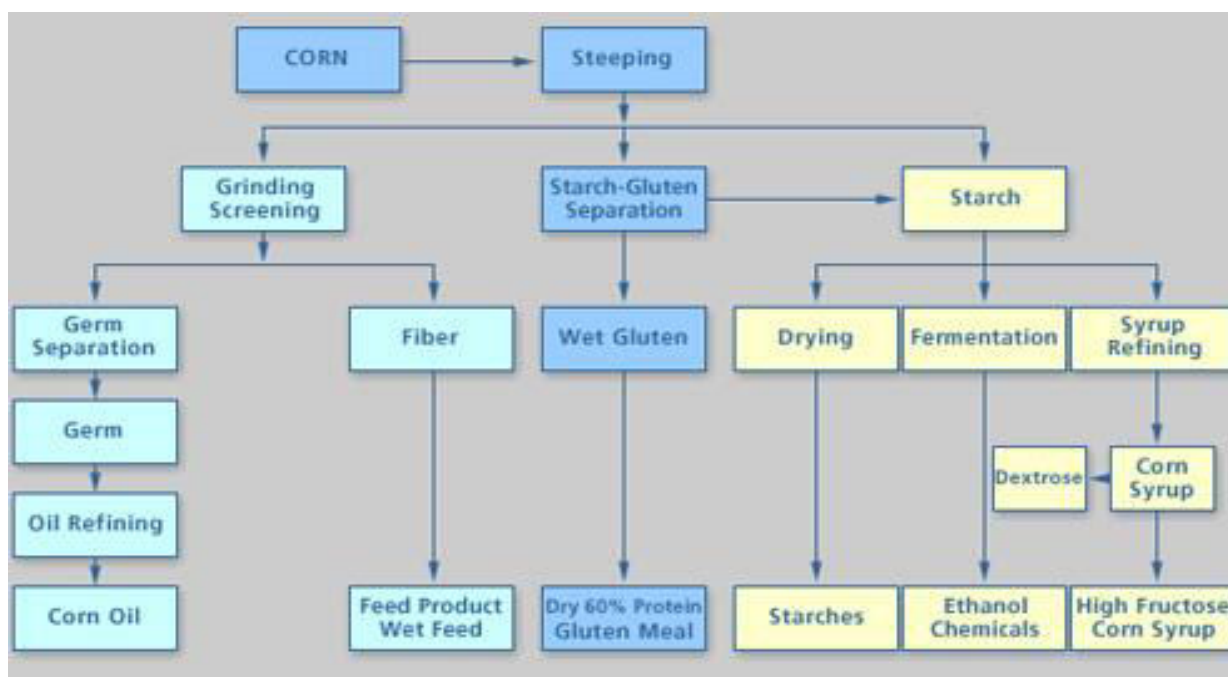 CORN
Steeping
Grinding
Screening
Starch-Gluten
Separation
Starch
Germ
Separation
Fiber
Wet Gluten
Drying
Fermentation
Syrup
Refining
Germ
Dextrose
Corn
Syrup
Oil Refining
Corn Oil
Feed Product
Wet Feed
Dry 60% Protein
Gluten Meal
Starches
Ethanol
Chemicals
High Fructose
Corn Syrup